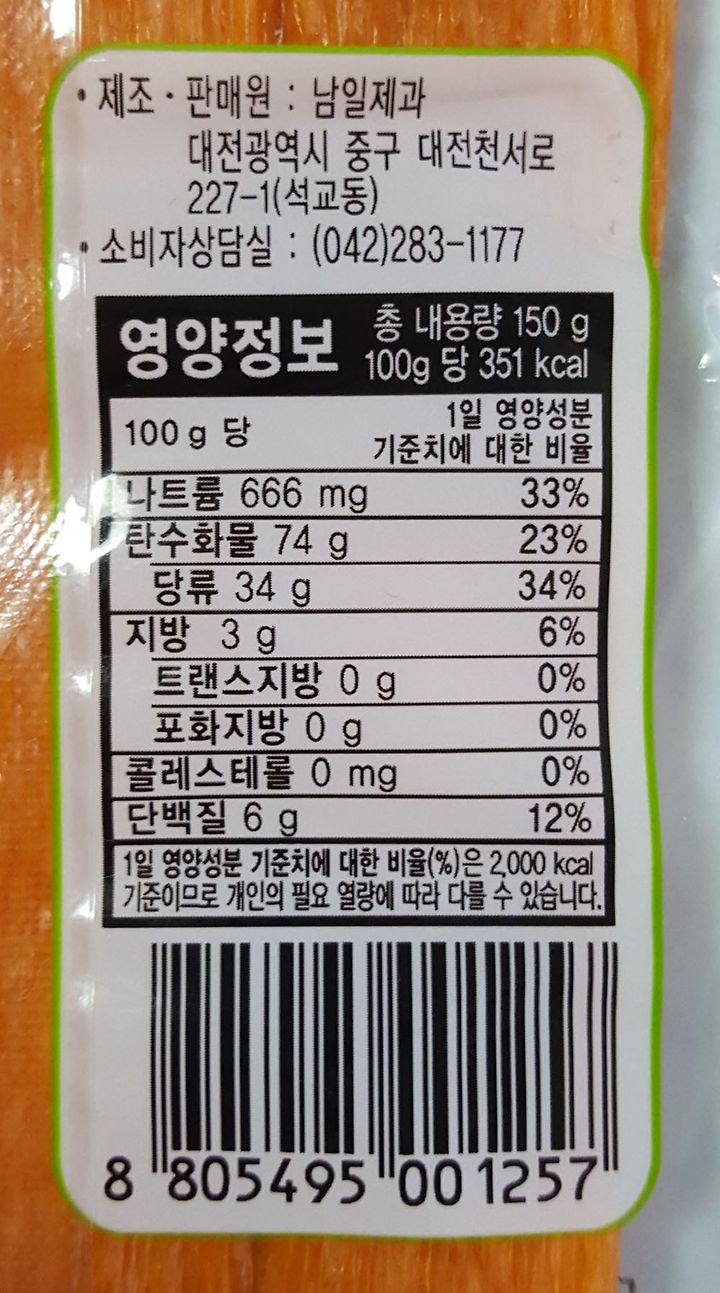 • 제조 · 판매원 : 남일제과
대전광역시 중구 대전천서로
227-1(석교동)
• 소비자상담실 : (042)283-1177
영양정보 총 내용량 150 g
100g 당 351 kcal
100 g 당 1일 영양성분
기준치에 대한 비율
나트륨 666 mg 33%
탄수화물 74 g 23%
당류 34 g 34%
지방 3 g 6%
트랜스지방 0 g 0%
포화지방 0 g 0%
콜레스테롤 0 mg 0%
단백질 6 g 12%
1일 영양성분 기준치에 대한 비율(%)은 2,000 kcal
기준이므로 개인의 필요 열량에 따라 다를 수 있습니다.
8 805495 001257